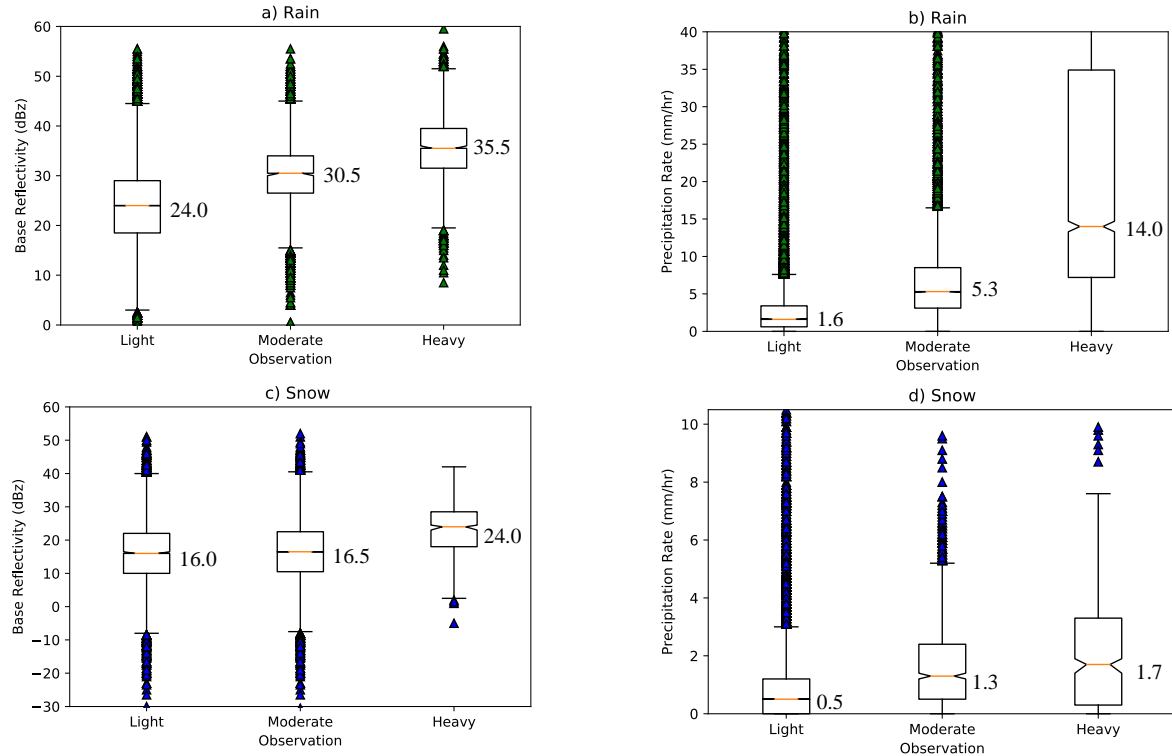 a) Rain
60
50
40
30
20
10
0
Base Reflectivity (dBz)
24.0
30.5
35.5
Light
Moderate
Heavy
Observation
b) Rain
40
35
30
25
20
15
10
5
0
Precipitation Rate (mm/hr)
1.6
5.3
14.0
Light
Moderate
Heavy
Observation
c) Snow
60
50
40
30
20
10
0
−10
−20
−30
Base Reflectivity (dBz)
16.0
16.5
24.0
Light
Moderate
Heavy
Observation
d) Snow
10
8
6
4
2
0
Precipitation Rate (mm/hr)
0.5
1.3
1.7
Light
Moderate
Heavy
Observation